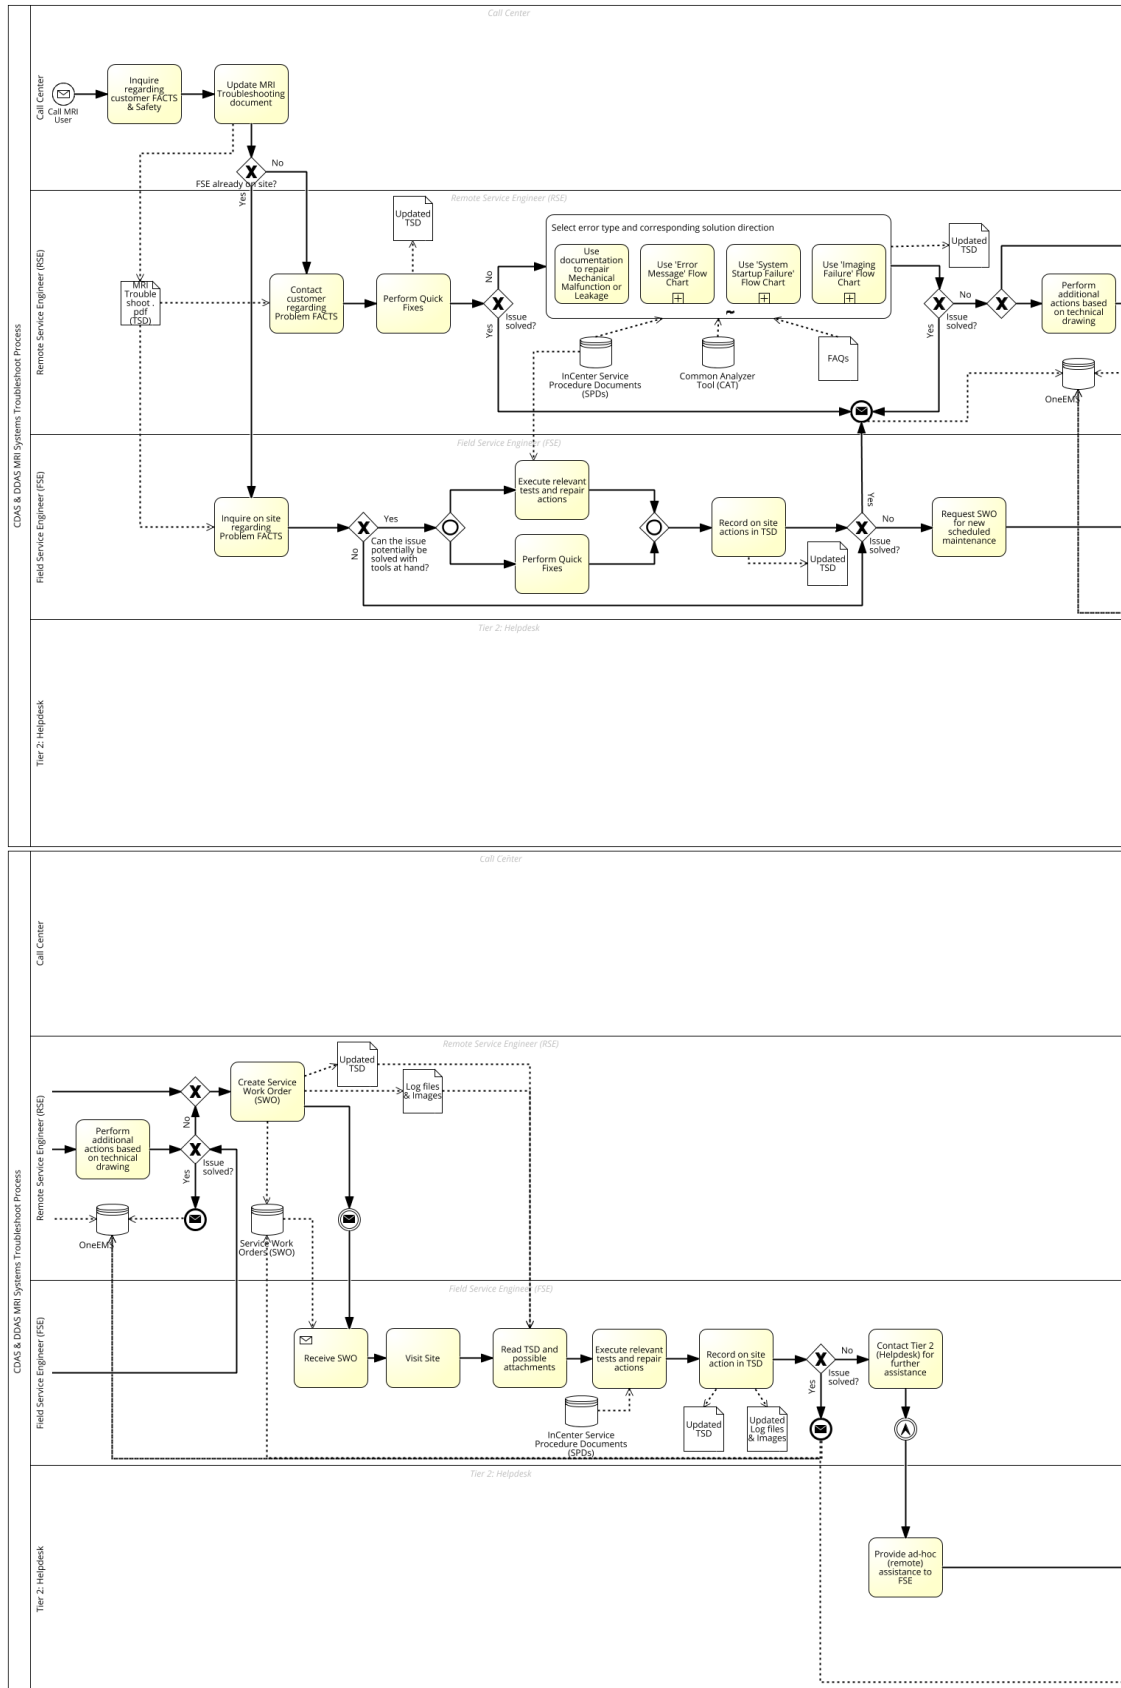 Call Center
CDAS & DDAS MRI Systems Troubleshoot Process
Call Center
Call MRI
User
Inquire
regarding
customer FACTS
& Safety
Update MRI
Troubleshooting
document
No
FSE already on site?
Yes
Remote Service Engineer (RSE)
Remote Service Engineer (RSE)
MRI
Trouble
shoot .
pdf
(TSD)
Updated
TSD
Contact
customer
regarding
Problem FACTS
Perform Quick
Fixes
No
Yes
Issue
solved?
Select error type and corresponding solution direction
Use
documentation
to repair
Mechanical
Malfunction or
Leakage
Use 'Error
Message' Flow
Chart
Use 'System
Startup Failure'
Flow Chart
Use 'Imaging
Failure' Flow
Chart
Updated
TSD
InCenter Service
Procedure Documents
(SPDs)
Common Analyzer
Tool (CAT)
FAQs
No
Yes
Issue
solved?
Perform
additional
actions based
on technical
drawing
OneEMS
Field Service Engineer (FSE)
Field Service Engineer (FSE)
Inquire on site
regarding
Problem FACTS
Yes
No
Can the issue
potentially be
solved with
tools at hand?
Execute relevant
tests and repair
actions
Perform Quick
Fixes
Record on site
actions in TSD
Updated
TSD
Yes
No
Issue
solved?
Request SWO
for new
scheduled
maintenance
Tier 2: Helpdesk
Tier 2: Helpdesk
Call Center
CDAS & DDAS MRI Systems Troubleshoot Process
Call Center
Remote Service Engineer (RSE)
Remote Service Engineer (RSE)
Perform
additional
actions based
on technical
drawing
No
Yes
Issue
solved?
Create Service
Work Order
(SWO)
Updated
TSD
Log files
& Images
OneEMS
Service Work
Orders (SWO)
Field Service Engineer (FSE)
Field Service Engineer (FSE)
Receive SWO
Visit Site
Read TSD and
possible
attachments
Execute relevant
tests and repair
actions
Record on site
action in TSD
InCenter Service
Procedure Documents
(SPDs)
Updated
TSD
Updated
Log files
& Images
No
Yes
Issue
solved?
Contact Tier 2
(Helpdesk) for
further
assistance
Tier 2: Helpdesk
Tier 2: Helpdesk
Provide ad-hoc
(remote)
assistance to
FSE